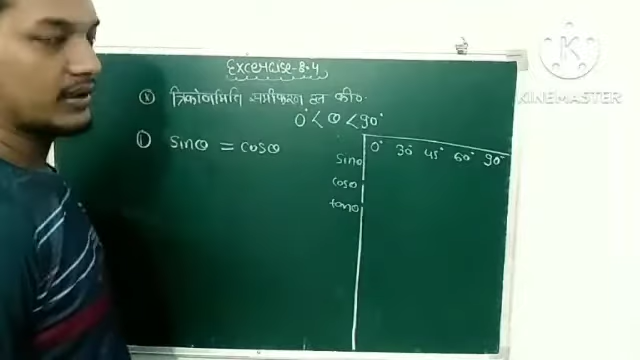 Excercise-8.4
K
KINEMASTER
त्रिकोणमिति समीकरण हल कीo
0° < θ < 90°
① sinθ = cosθ
0° 30° 45° 60° 90°
sinθ
cosθ
tanθ